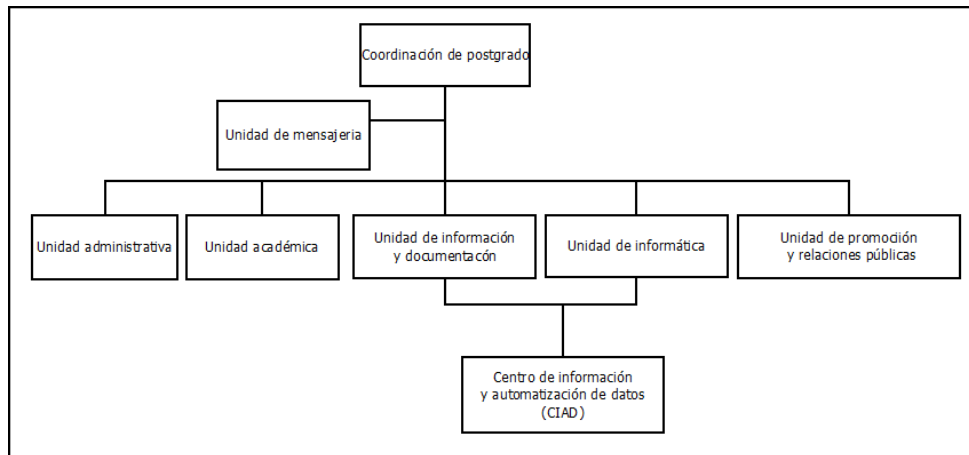 Coordinación de postgrado
Unidad de mensajeria
Unidad administrativa
Unidad académica
Unidad de información
y documentacón
Unidad de informática
Unidad de promoción
y relaciones públicas
Centro de información
y automatización de datos
(CIAD)